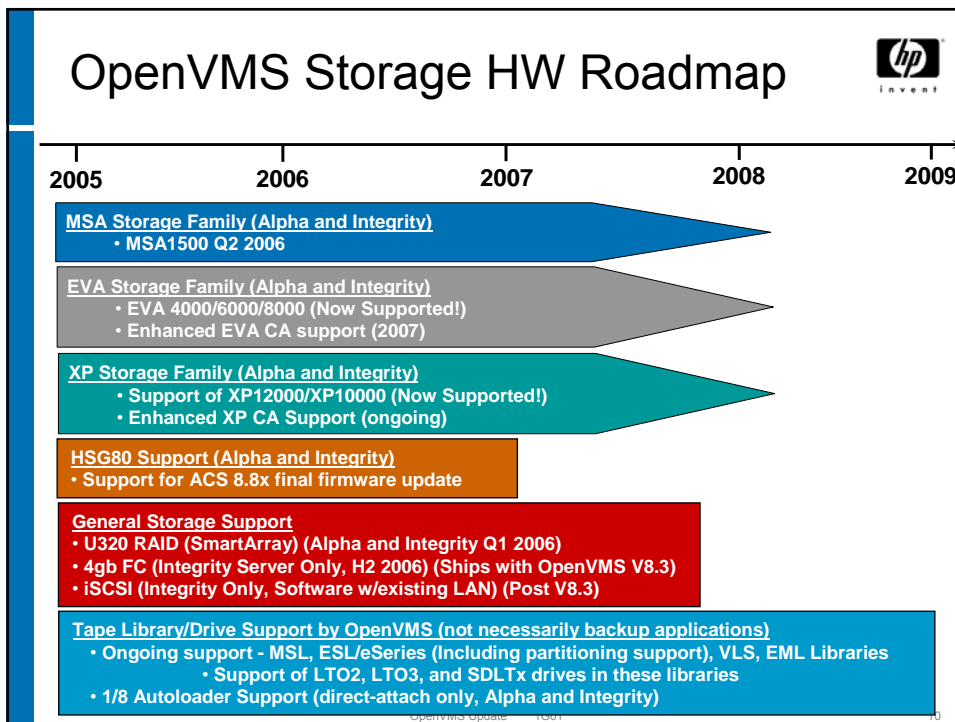 OpenVMS Storage HW Roadmap
hp
invent
2005 2006 2007 2008 2009
MSA Storage Family (Alpha and Integrity)
• MSA1500 Q2 2006
EVA Storage Family (Alpha and Integrity)
• EVA 4000/6000/8000 (Now Supported!)
• Enhanced EVA CA support (2007)
XP Storage Family (Alpha and Integrity)
• Support of XP12000/XP10000 (Now Supported!)
• Enhanced XP CA Support (ongoing)
HSG80 Support (Alpha and Integrity)
• Support for ACS 8.8x final firmware update
General Storage Support
• U320 RAID (SmartArray) (Alpha and Integrity Q1 2006)
• 4gb FC (Integrity Server Only, H2 2006) (Ships with OpenVMS V8.3)
• iSCSI (Integrity Only, Software w/existing LAN) (Post V8.3)
Tape Library/Drive Support by OpenVMS (not necessarily backup applications)
• Ongoing support - MSL, ESL/eSeries (Including partitioning support), VLS, EML Libraries
Support of LTO2, LTO3, and SDLTx drives in these libraries
• 1/8 Autoloader Support (direct-attach only, Alpha and Integrity)
OpenVMS Update 1G01 10